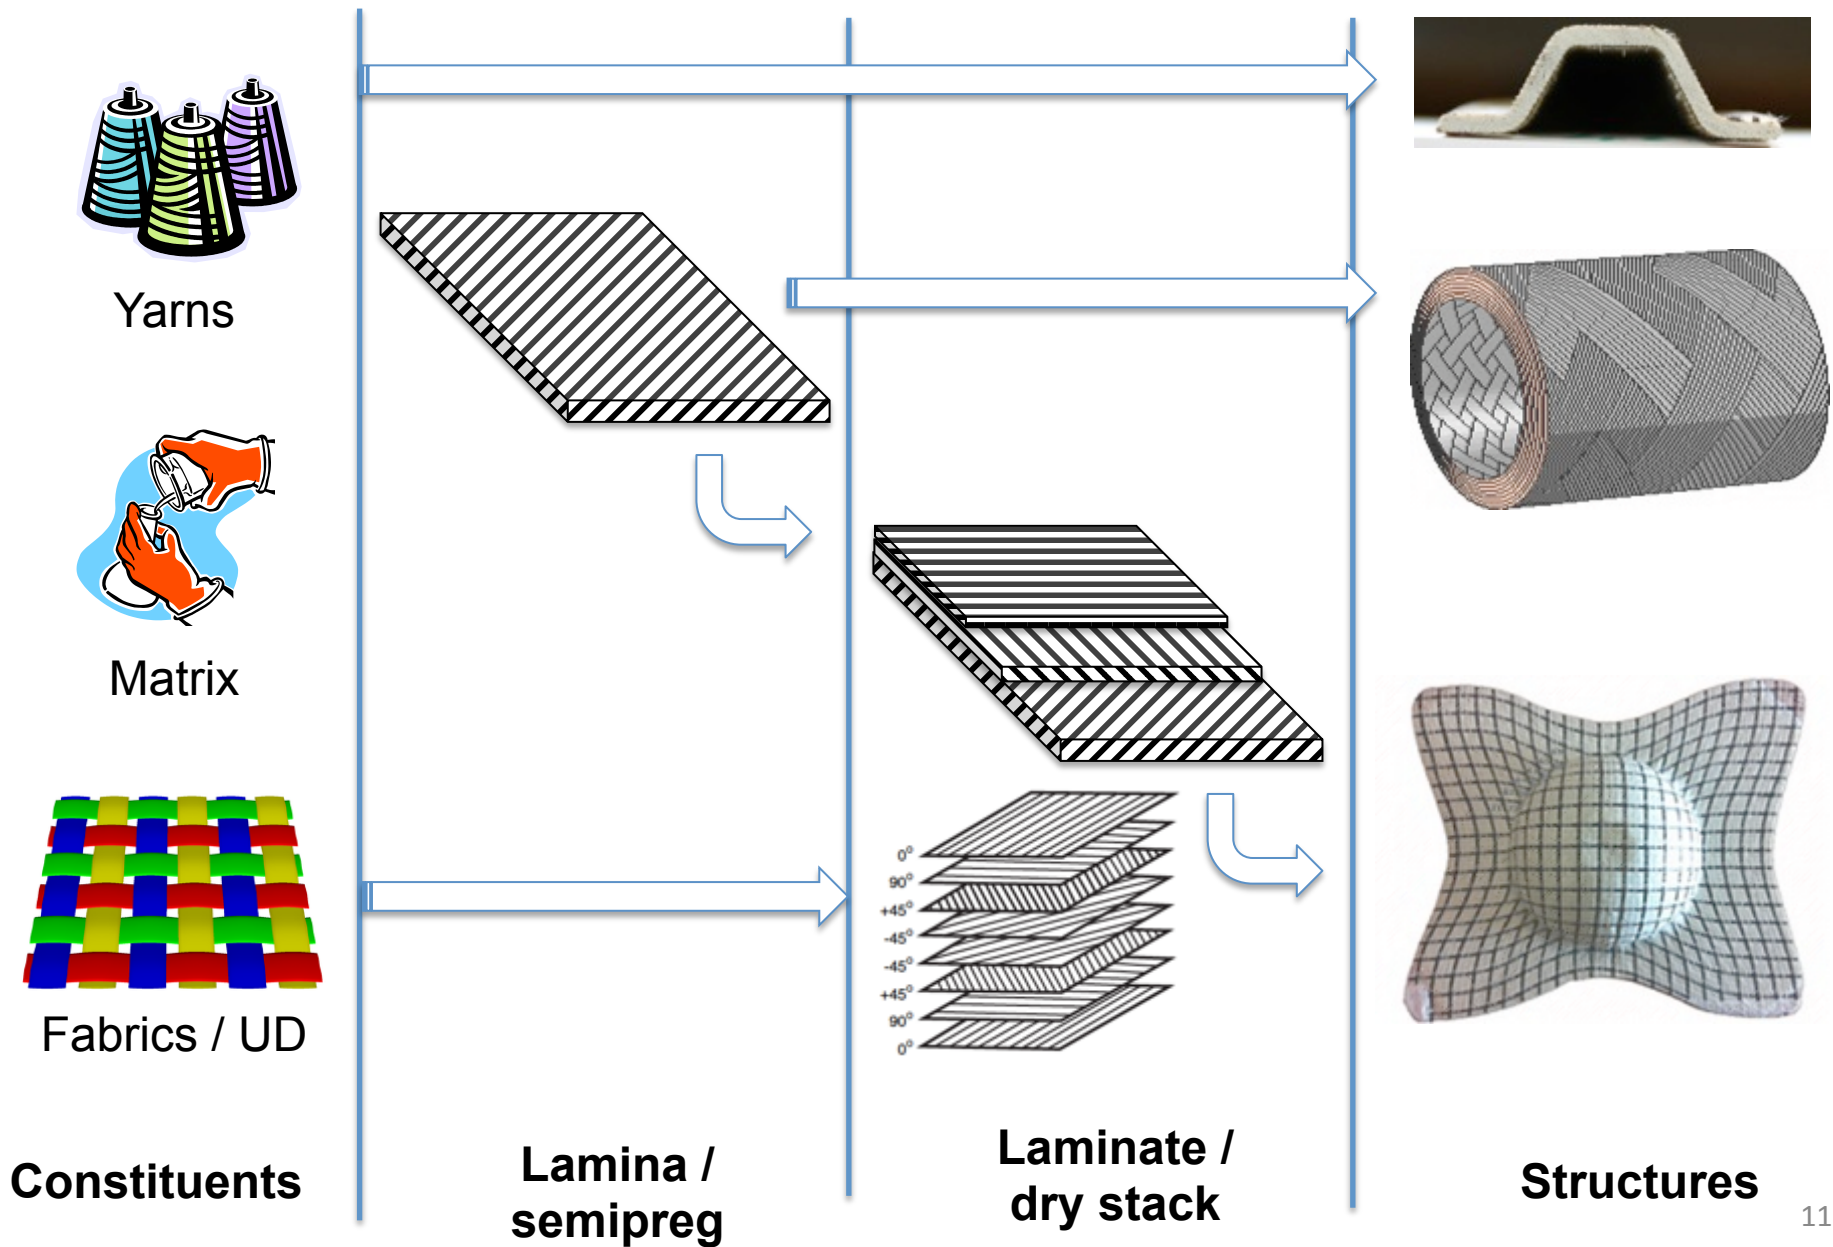 Yarns
Matrix
Fabrics / UD
0°
90°
+45°
-45°
-45°
+45°
90°
0°
Constituents
Lamina /
semipreg
Laminate /
dry stack
Structures
11